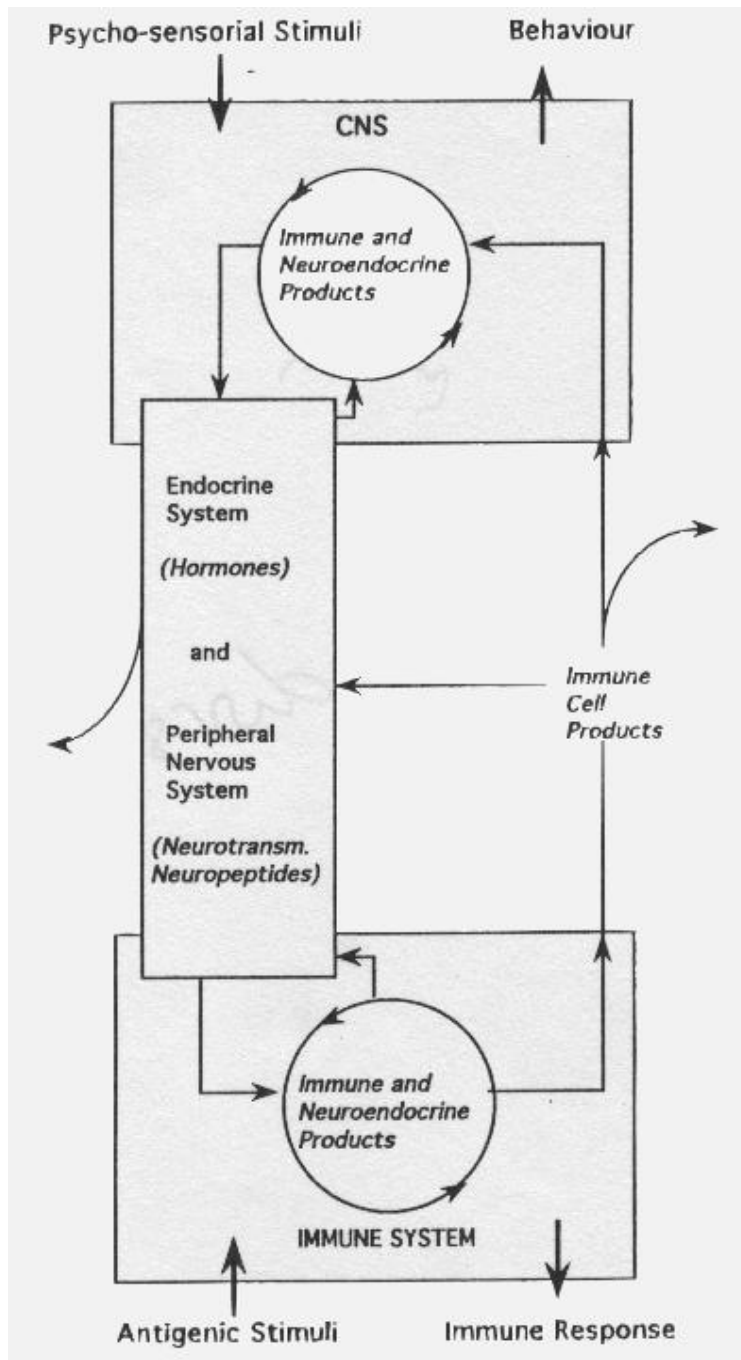 Psycho-sensorial Stimuli
Behaviour
CNS
Immune and
Neuroendocrine
Products
Endocrine
System
(Hormones)
and
Peripheral
Nervous
System
(Neurotransm.
Neuropeptides)
Immune
Cell
Products
Immune and
Neuroendocrine
Products
IMMUNE SYSTEM
Antigenic Stimuli
Immune Response